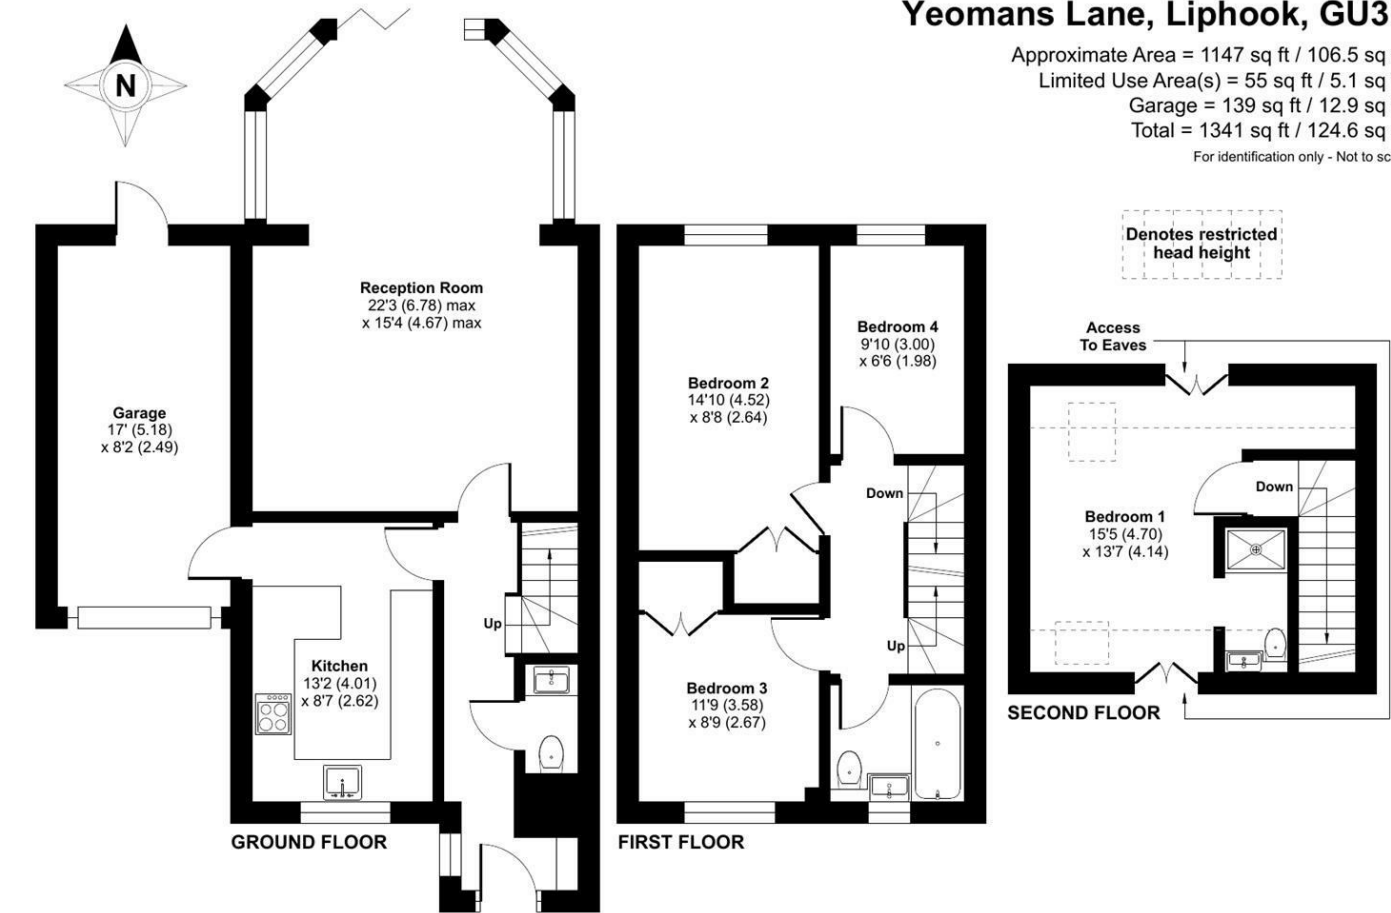 Yeomans Lane, Liphook, GU3
Approximate Area = 1147 sq ft / 106.5 sq
Limited Use Area(s) = 55 sq ft / 5.1 sq
Garage = 139 sq ft / 12.9 sq
Total = 1341 sq ft / 124.6 sq
For identification only - Not to sc
N
Denotes restricted
head height
Reception Room
22'3 (6.78) max
x 15'4 (4.67) max
Garage
17' (5.18)
x 8'2 (2.49)
Kitchen
13'2 (4.01)
x 8'7 (2.62)
Up
GROUND FLOOR
Bedroom 2
14'10 (4.52)
x 8'8 (2.64)
Bedroom 4
9'10 (3.00)
x 6'6 (1.98)
Down
Up
Bedroom 3
11'9 (3.58)
x 8'9 (2.67)
FIRST FLOOR
Access
To Eaves
Down
Bedroom 1
15'5 (4.70)
x 13'7 (4.14)
SECOND FLOOR